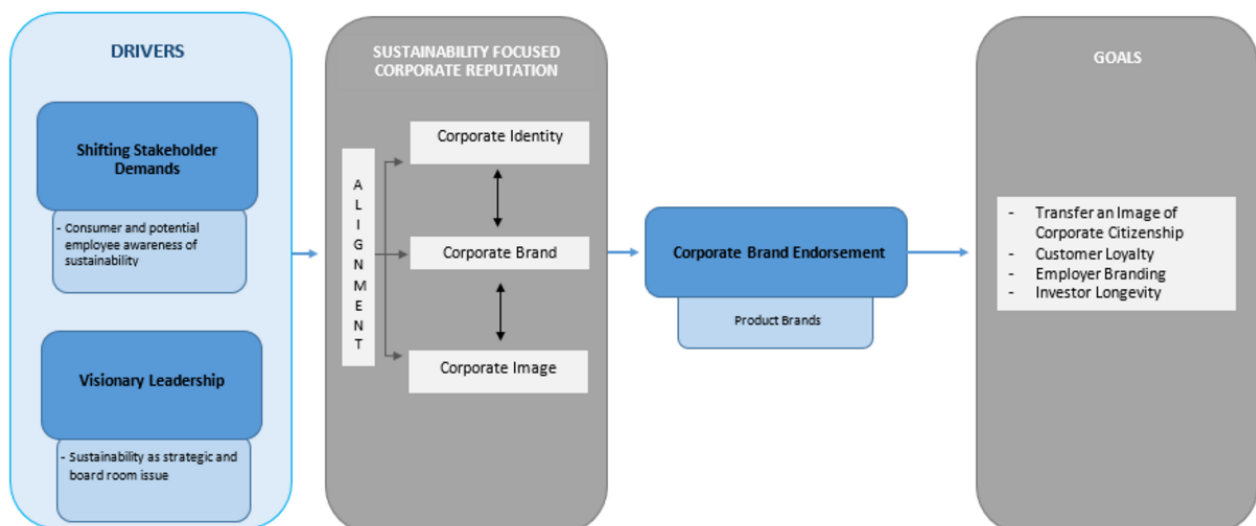 DRIVERS
Shifting Stakeholder
Demands
- Consumer and potential
employee awareness of
sustainability
Visionary Leadership
- Sustainability as strategic and
board room issue
SUSTAINABILITY FOCUSED
CORPORATE REPUTATION
ALIGNMENT
Corporate Identity
Corporate Brand
Corporate Image
Corporate Brand Endorsement
Product Brands
GOALS
- Transfer an Image of
Corporate Citizenship
- Customer Loyalty
- Employer Branding
- Investor Longevity